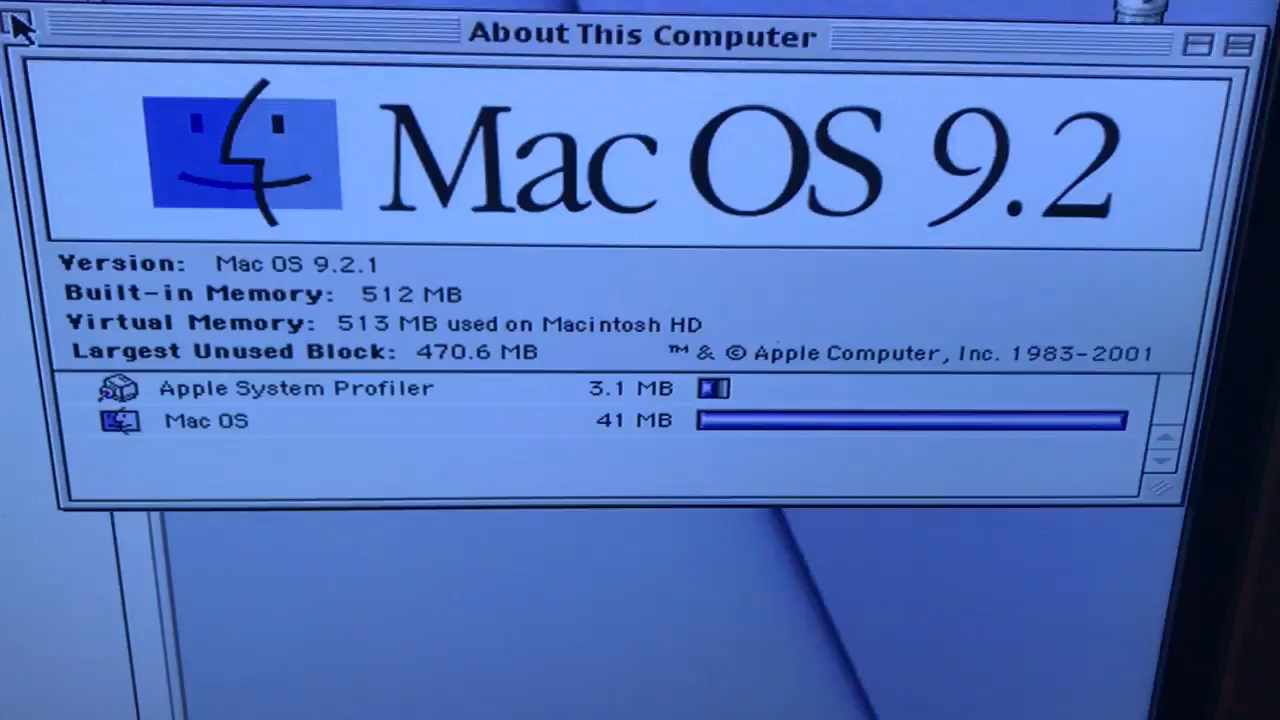 About This Computer
Mac OS 9.2
Version: Mac OS 9.2.1
Built-in Memory: 512 MB
Virtual Memory: 513 MB used on Macintosh HD
Largest Unused Block: 470.6 MB ™ & © Apple Computer, Inc. 1983-2001
Apple System Profiler 3.1 MB
Mac OS 41 MB